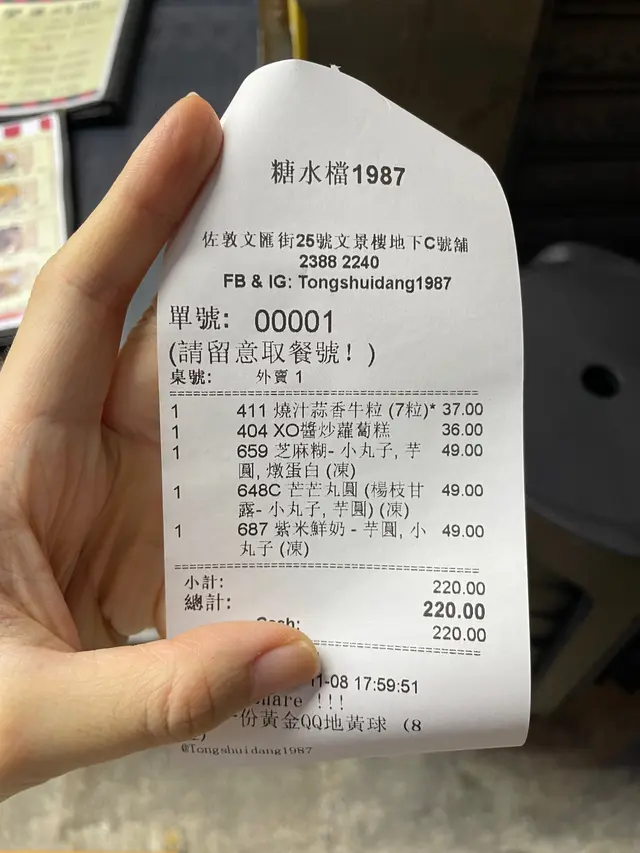 糖水檔1987
佐敦文匯街25號文景樓地下C號舖
2388 2240
FB & IG: Tongshuidang1987
單號: 00001
(請留意取餐號! )
桌號: 外賣 1
1 411 燒汁蒜香牛粒 (7粒)* 37.00
1 404 XO醬炒蘿蔔糕 36.00
1 659 芝麻糊- 小丸子, 芋 49.00
圓, 燉蛋白 (凍)
1 648C 芒芒丸圓 (楊枝甘 49.00
露- 小丸子, 芋圓) (凍)
1 687 紫米鮮奶 - 芋圓, 小 49.00
丸子 (凍)
小計: 220.00
總計: 220.00
Cash: 220.00
11-08 17:59:51
hare !!!
份黃金QQ地黃球 (8
@Tongshuidang1987